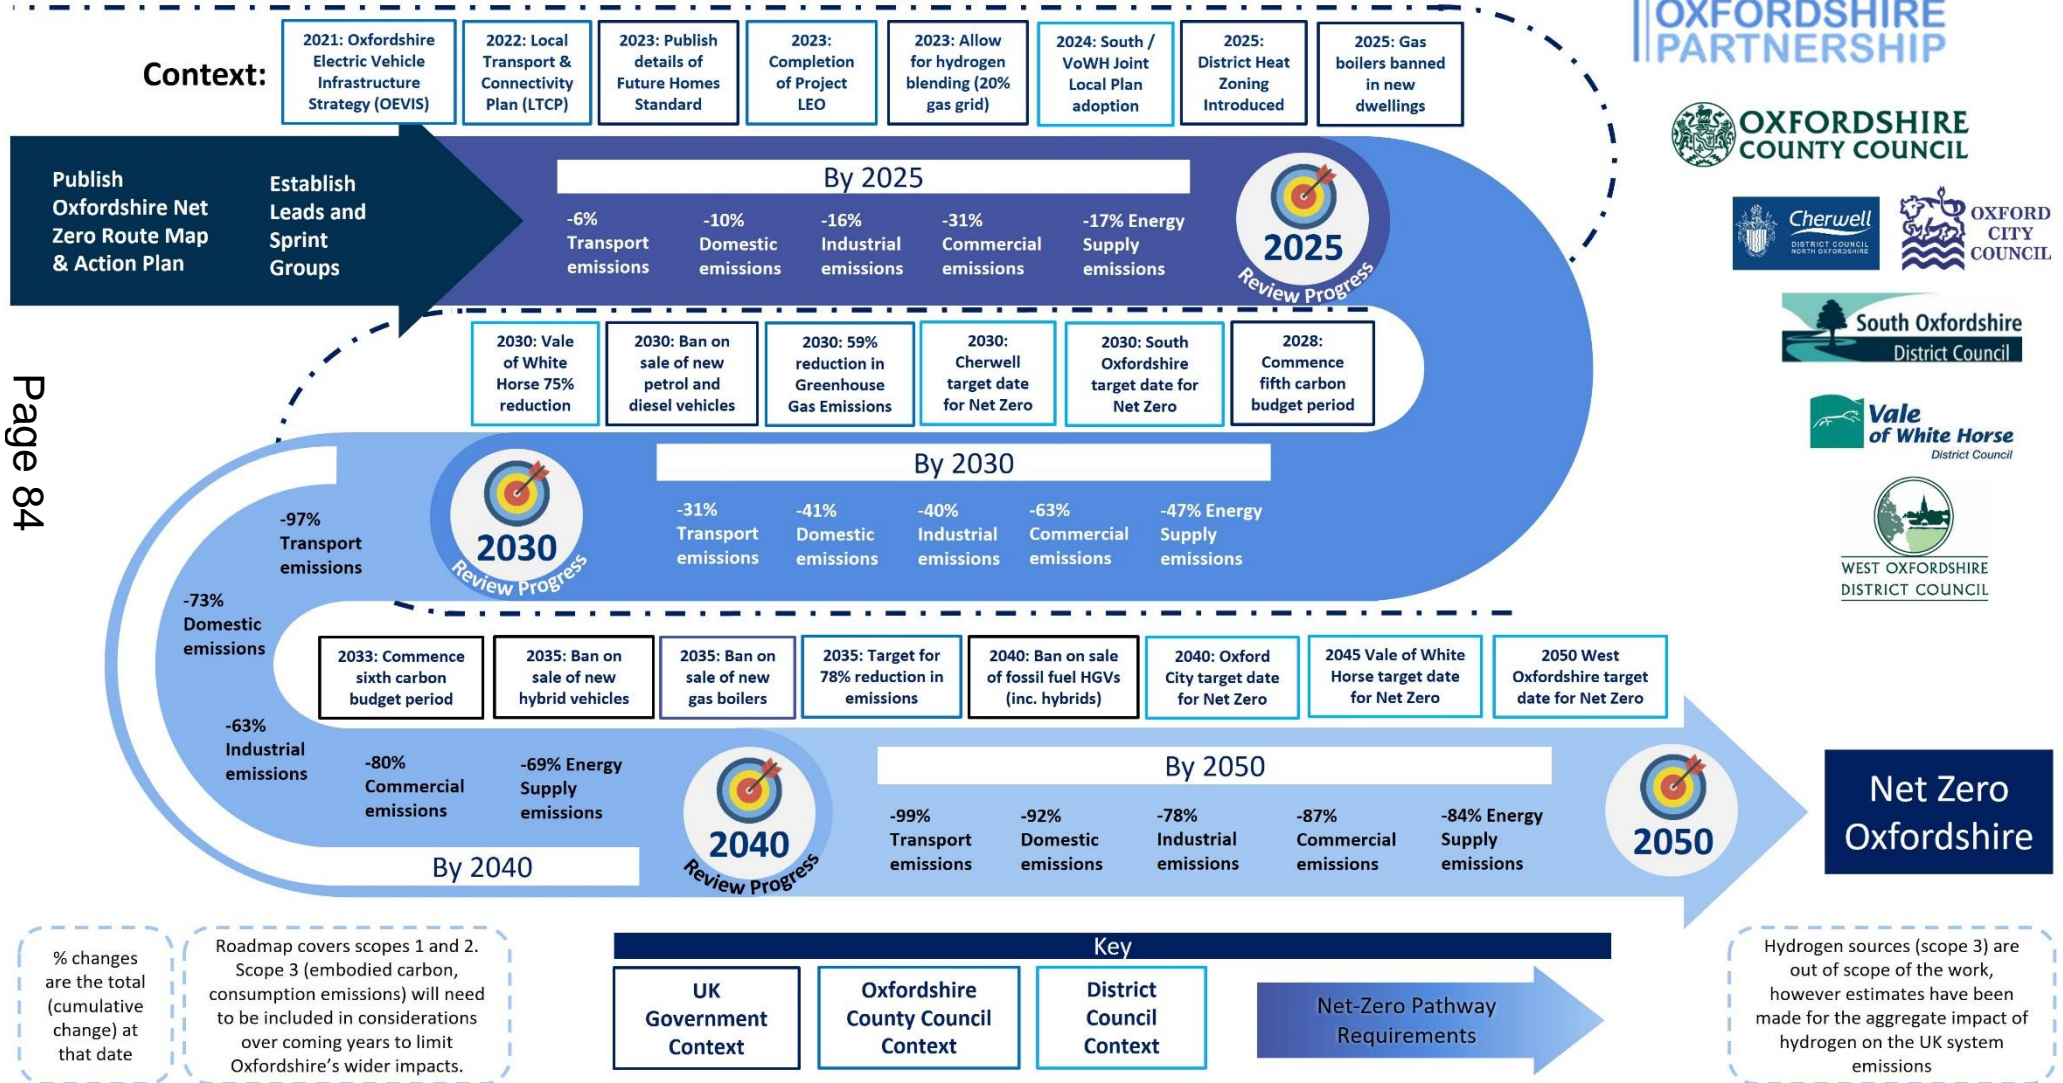 OXFORDSHIRE
PARTNERSHIP
Context:
2021: Oxfordshire
Electric Vehicle
Infrastructure
Strategy (OEVIS)
2022: Local
Transport &
Connectivity
Plan (LTCP)
2023: Publish
details of
Future Homes
Standard
2023:
Completion
of Project
LEO
2023: Allow
for hydrogen
blending (20%
gas grid)
2024: South /
VoWH Joint
Local Plan
adoption
2025:
District Heat
Zoning
Introduced
2025: Gas
boilers banned
in new
dwellings
Publish
Oxfordshire Net
Zero Route Map
& Action Plan
Establish
Leads and
Sprint
Groups
By 2025
-6%
Transport
emissions
-10%
Domestic
emissions
-16%
Industrial
emissions
-31%
Commercial
emissions
-17% Energy
Supply
emissions
2025
Review Progress
2030: Vale
of White
Horse 75%
reduction
2030: Ban on
sale of new
petrol and
diesel vehicles
2030: 59%
reduction in
Greenhouse
Gas Emissions
2030:
Cherwell
target date
for Net Zero
2030: South
Oxfordshire
target date for
Net Zero
2028:
Commence
fifth carbon
budget period
By 2030
-31%
Transport
emissions
-41%
Domestic
emissions
-40%
Industrial
emissions
-63%
Commercial
emissions
-47% Energy
Supply
emissions
2030
Review Progress
-97%
Transport
emissions
-73%
Domestic
emissions
-63%
Industrial
emissions
-80%
Commercial
emissions
-69% Energy
Supply
emissions
By 2040
2033: Commence
sixth carbon
budget period
2035: Ban on
sale of new
hybrid vehicles
2035: Ban on
sale of new
gas boilers
2035: Target for
78% reduction in
emissions
2040: Ban on sale
of fossil fuel HGVs
(inc. hybrids)
2040: Oxford
City target date
for Net Zero
2045 Vale of White
Horse target date
for Net Zero
2050 West
Oxfordshire target
date for Net Zero
2040
Review Progress
By 2050
-99%
Transport
emissions
-92%
Domestic
emissions
-78%
Industrial
emissions
-87%
Commercial
emissions
-84% Energy
Supply
emissions
2050
Net Zero
Oxfordshire
OXFORDSHIRE
COUNTY COUNCIL
Cherwell
DISTRICT COUNCIL
NORTH OXFORDSHIRE
OXFORD
CITY
COUNCIL
South Oxfordshire
District Council
Vale
of White Horse
District Council
WEST OXFORDSHIRE
DISTRICT COUNCIL
Page 84
% changes
are the total
(cumulative
change) at
that date
Roadmap covers scopes 1 and 2.
Scope 3 (embodied carbon,
consumption emissions) will need
to be included in considerations
over coming years to limit
Oxfordshire's wider impacts.
Key
UK
Government
Context
Oxfordshire
County Council
Context
District
Council
Context
Net-Zero Pathway
Requirements
Hydrogen sources (scope 3) are
out of scope of the work,
however estimates have been
made for the aggregate impact of
hydrogen on the UK system
emissions